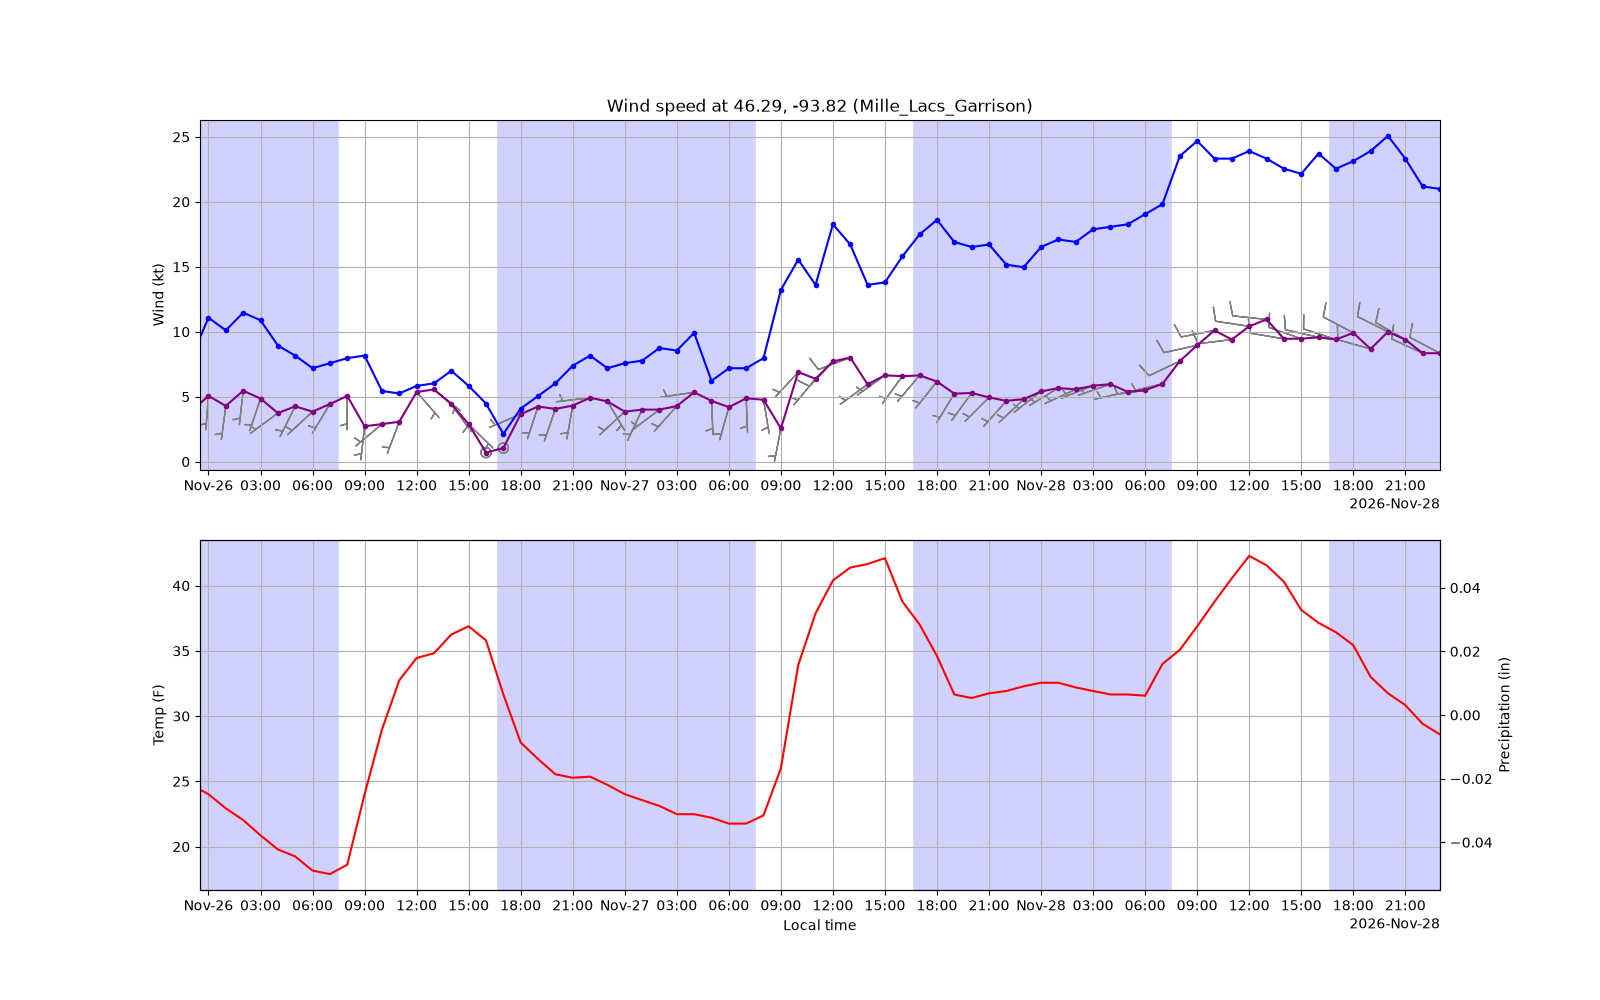 Wind speed at 46.29, -93.82 (Mille_Lacs_Garrison)
Wind (kt)
25
20
15
10
5
0
Nov-26 03:00 06:00 09:00 12:00 15:00 18:00 21:00 Nov-27 03:00 06:00 09:00 12:00 15:00 18:00 21:00 Nov-28 03:00 06:00 09:00 12:00 15:00 18:00 21:00
2026-Nov-28
Temp (F)
40
35
30
25
20
0.04
0.02
0.00
−0.02
−0.04
Precipitation (in)
Nov-26 03:00 06:00 09:00 12:00 15:00 18:00 21:00 Nov-27 03:00 06:00 09:00 12:00 15:00 18:00 21:00 Nov-28 03:00 06:00 09:00 12:00 15:00 18:00 21:00
Local time
2026-Nov-28